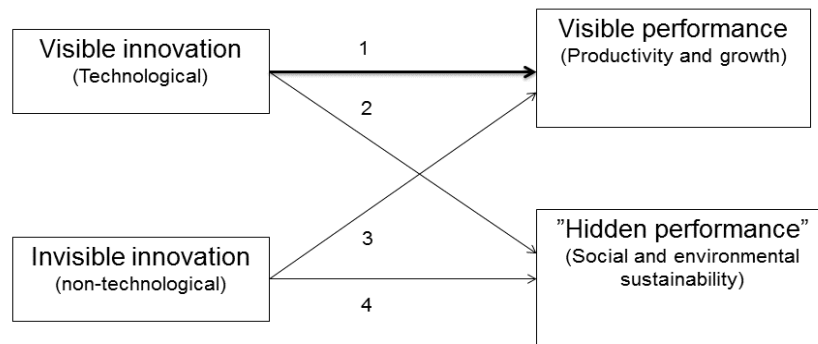 Visible innovation
(Technological)
1
Visible performance
(Productivity and growth)
2
Invisible innovation
(non-technological)
3
”Hidden performance”
(Social and environmental
sustainability)
4